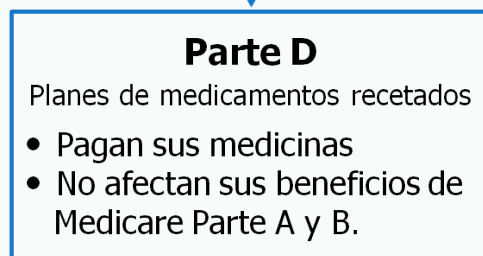 Parte D
Planes de medicamentos recetados
• Pagan sus medicinas
• No afectan sus beneficios de
Medicare Parte A y B.